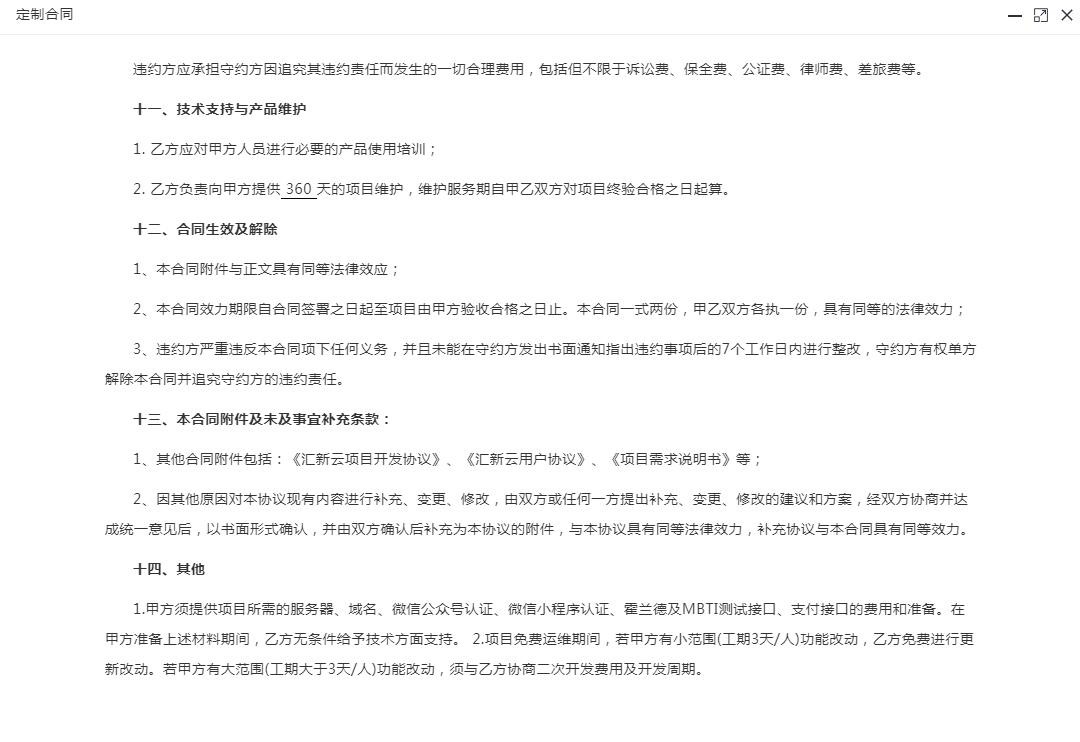 定制合同
违约方应承担守约方因追究其违约责任而发生的一切合理费用，包括但不限于诉讼费、保全费、公证费、律师费、差旅费等。
十一、技术支持与产品维护
1. 乙方应对甲方人员进行必要的产品使用培训；
2. 乙方负责向甲方提供 360 天的项目维护，维护服务期自甲乙双方对项目终验合格之日起算。
十二、合同生效及解除
1、本合同附件与正文具有同等法律效应；
2、本合同效力期限自合同签署之日起至项目由甲方验收合格之日止。本合同一式两份，甲乙双方各执一份，具有同等的法律效力；
3、违约方严重违反本合同项下任何义务，并且未能在守约方发出书面通知指出违约事项后的7个工作日内进行整改，守约方有权单方
解除本合同并追究守约方的违约责任。
十三、本合同附件及未及事宜补充条款：
1、其他合同附件包括：《汇新云项目开发协议》、《汇新云用户协议》、《项目需求说明书》等；
2、因其他原因对本协议现有内容进行补充、变更、修改，由双方或任何一方提出补充、变更、修改的建议和方案，经双方协商并达
成统一意见后，以书面形式确认，并由双方确认后补充为本协议的附件，与本协议具有同等法律效力，补充协议与本合同具有同等效力。
十四、其他
1.甲方须提供项目所需的服务器、域名、微信公众号认证、微信小程序认证、霍兰德及MBTI测试接口、支付接口的费用和准备。在
甲方准备上述材料期间，乙方无条件给予技术方面支持。 2.项目免费运维期间，若甲方有小范围(工期3天/人)功能改动，乙方免费进行更
新改动。若甲方有大范围(工期大于3天/人)功能改动，须与乙方协商二次开发费用及开发周期。